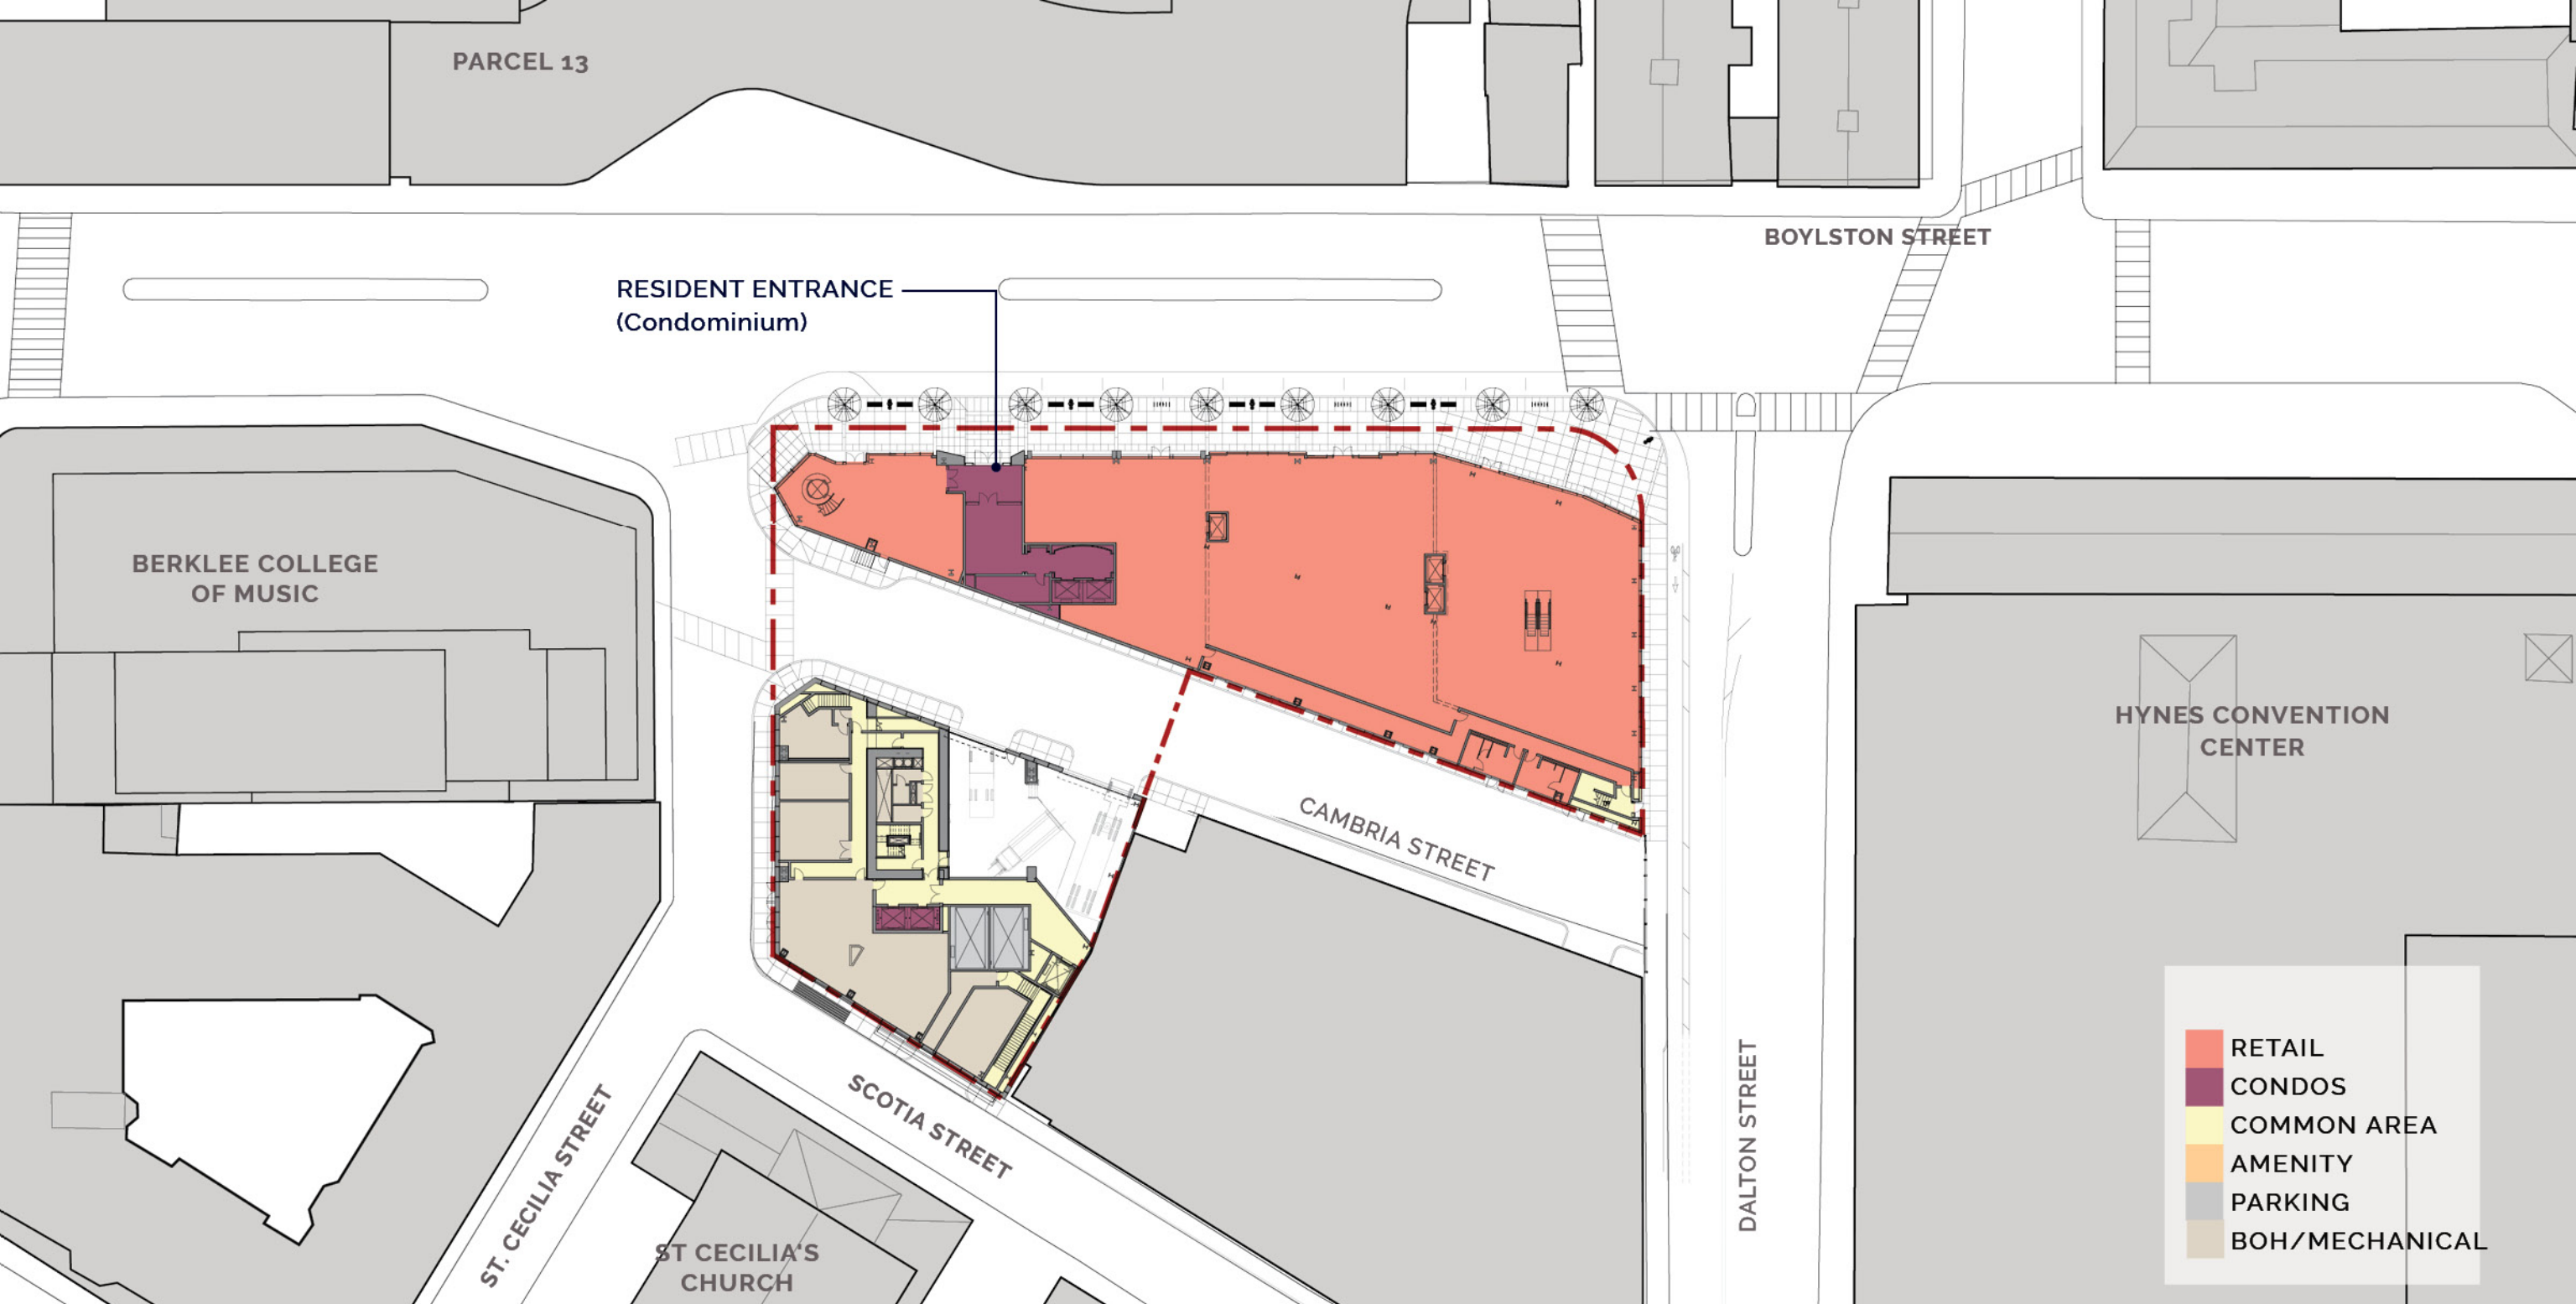 PARCEL 13
BOYLSTON STREET
RESIDENT ENTRANCE
(Condominium)
BERKLEE COLLEGE
OF MUSIC
HYNES CONVENTION
CENTER
CAMBRIA STREET
SCOTIA STREET
ST. CECILIA STREET
DALTON STREET
ST CECILIA'S
CHURCH
RETAIL
CONDOS
COMMON AREA
AMENITY
PARKING
BOH/MECHANICAL